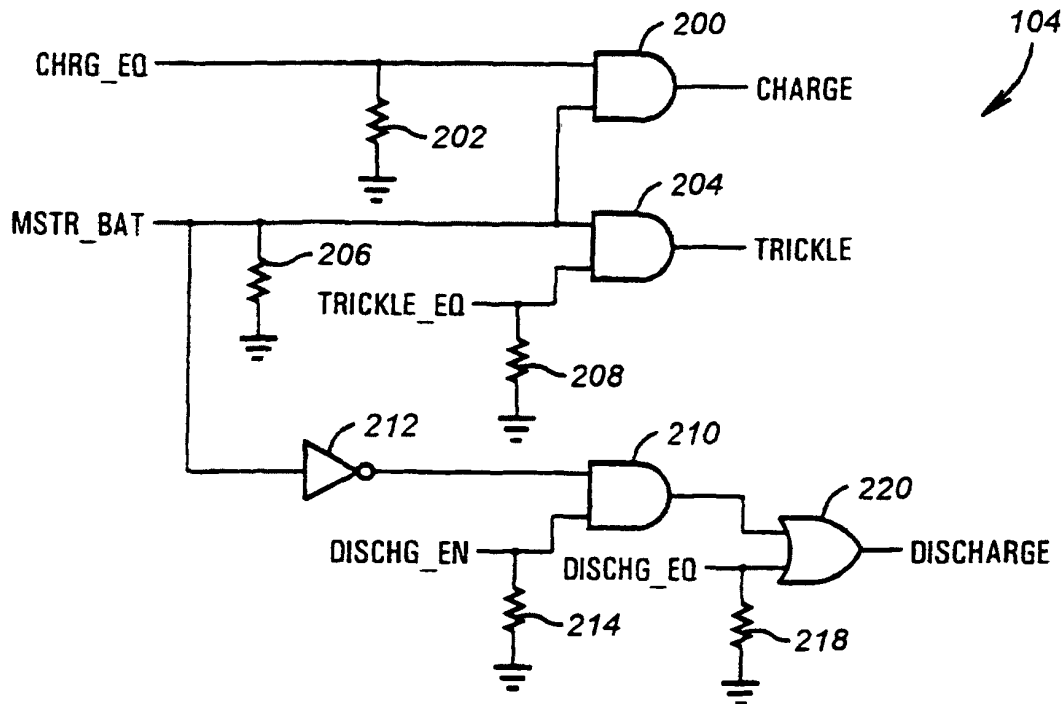 200
104
CHRG_EQ
CHARGE
202
204
MSTR_BAT
206
TRICKLE
TRICKLE_EQ
208
212
210
220
DISCHG_EN
DISCHG_EQ
DISCHARGE
214
218